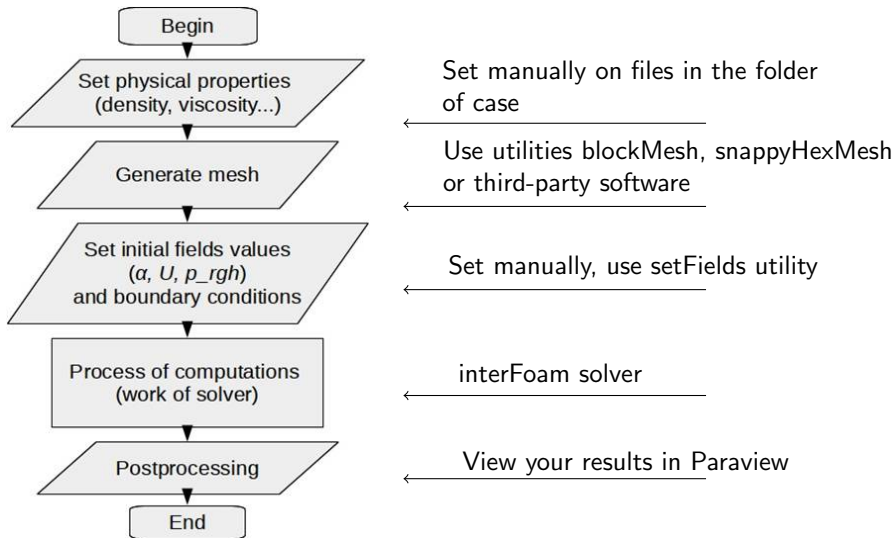 Begin
Set physical properties
(density, viscosity...)
Set manually on files in the folder
of case
Generate mesh
Use utilities blockMesh, snappyHexMesh
or third-party software
Set initial fields values
(α, U, p_rgh)
and boundary conditions
Set manually, use setFields utility
Process of computations
(work of solver)
interFoam solver
Postprocessing
View your results in Paraview
End